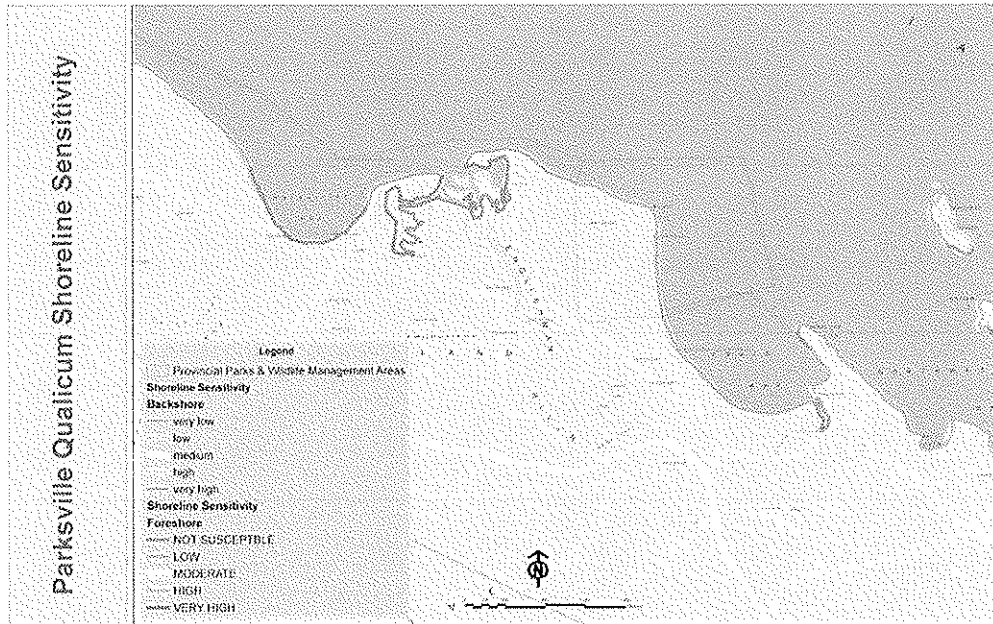 Parksville Qualicum Shoreline Sensitivity
Legend
Provincial Parks & Wildlife Management Areas
Shoreline Sensitivity
Backshore
very low
low
medium
high
very high
Shoreline Sensitivity
Foreshore
NOT SUSCEPTBLE
LOW
MODERATE
HIGH
VERY HIGH
N